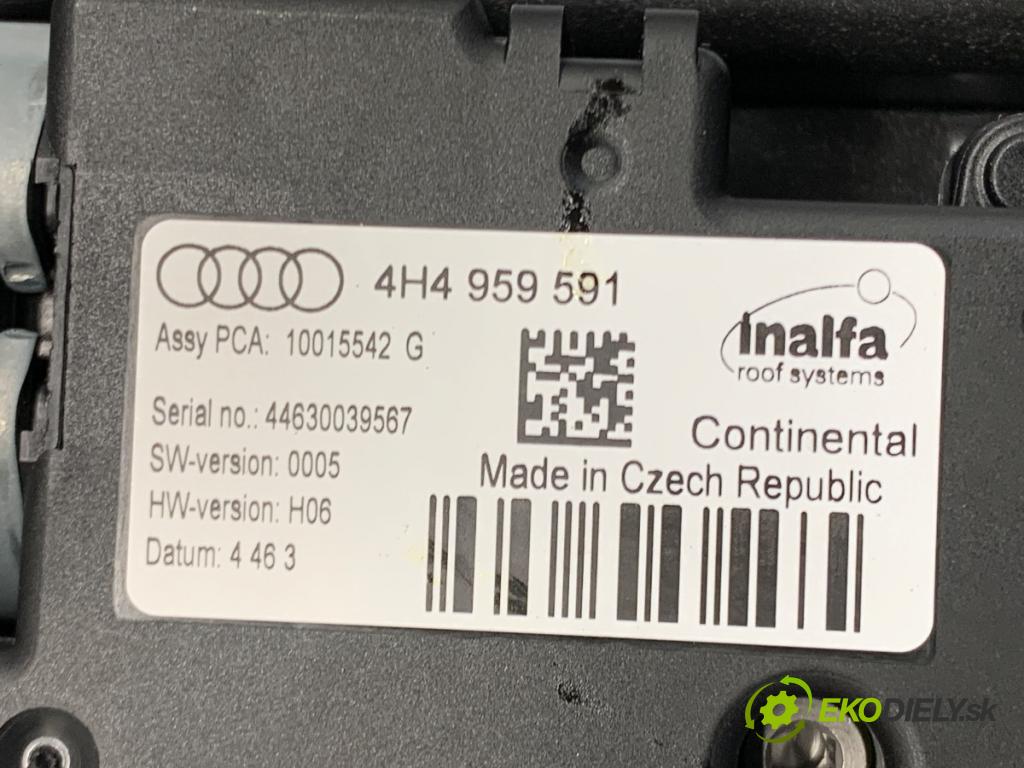 4H4 959 591
Assy PCA: 10015542 G
Inalfa
roof systems
Serial no.: 44630039567
Continental
SW-version: 0005
Made in Czech Republic
HW-version: H06
Datum: 4 46 3
EKODIELY.sk